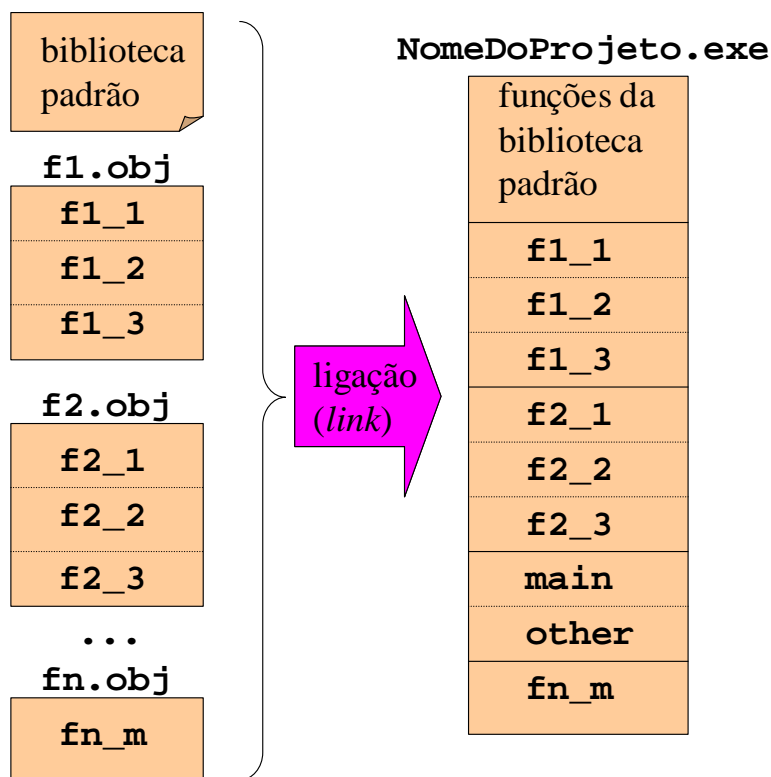 biblioteca
padrão
f1.obj
f1_1
f1_2
f1_3
f2.obj
f2_1
f2_2
f2_3
...
fn.obj
fn_m
ligação
(link)
NomeDoProjeto.exe
funções da
biblioteca
padrão
f1_1
f1_2
f1_3
f2_1
f2_2
f2_3
main
other
fn_m